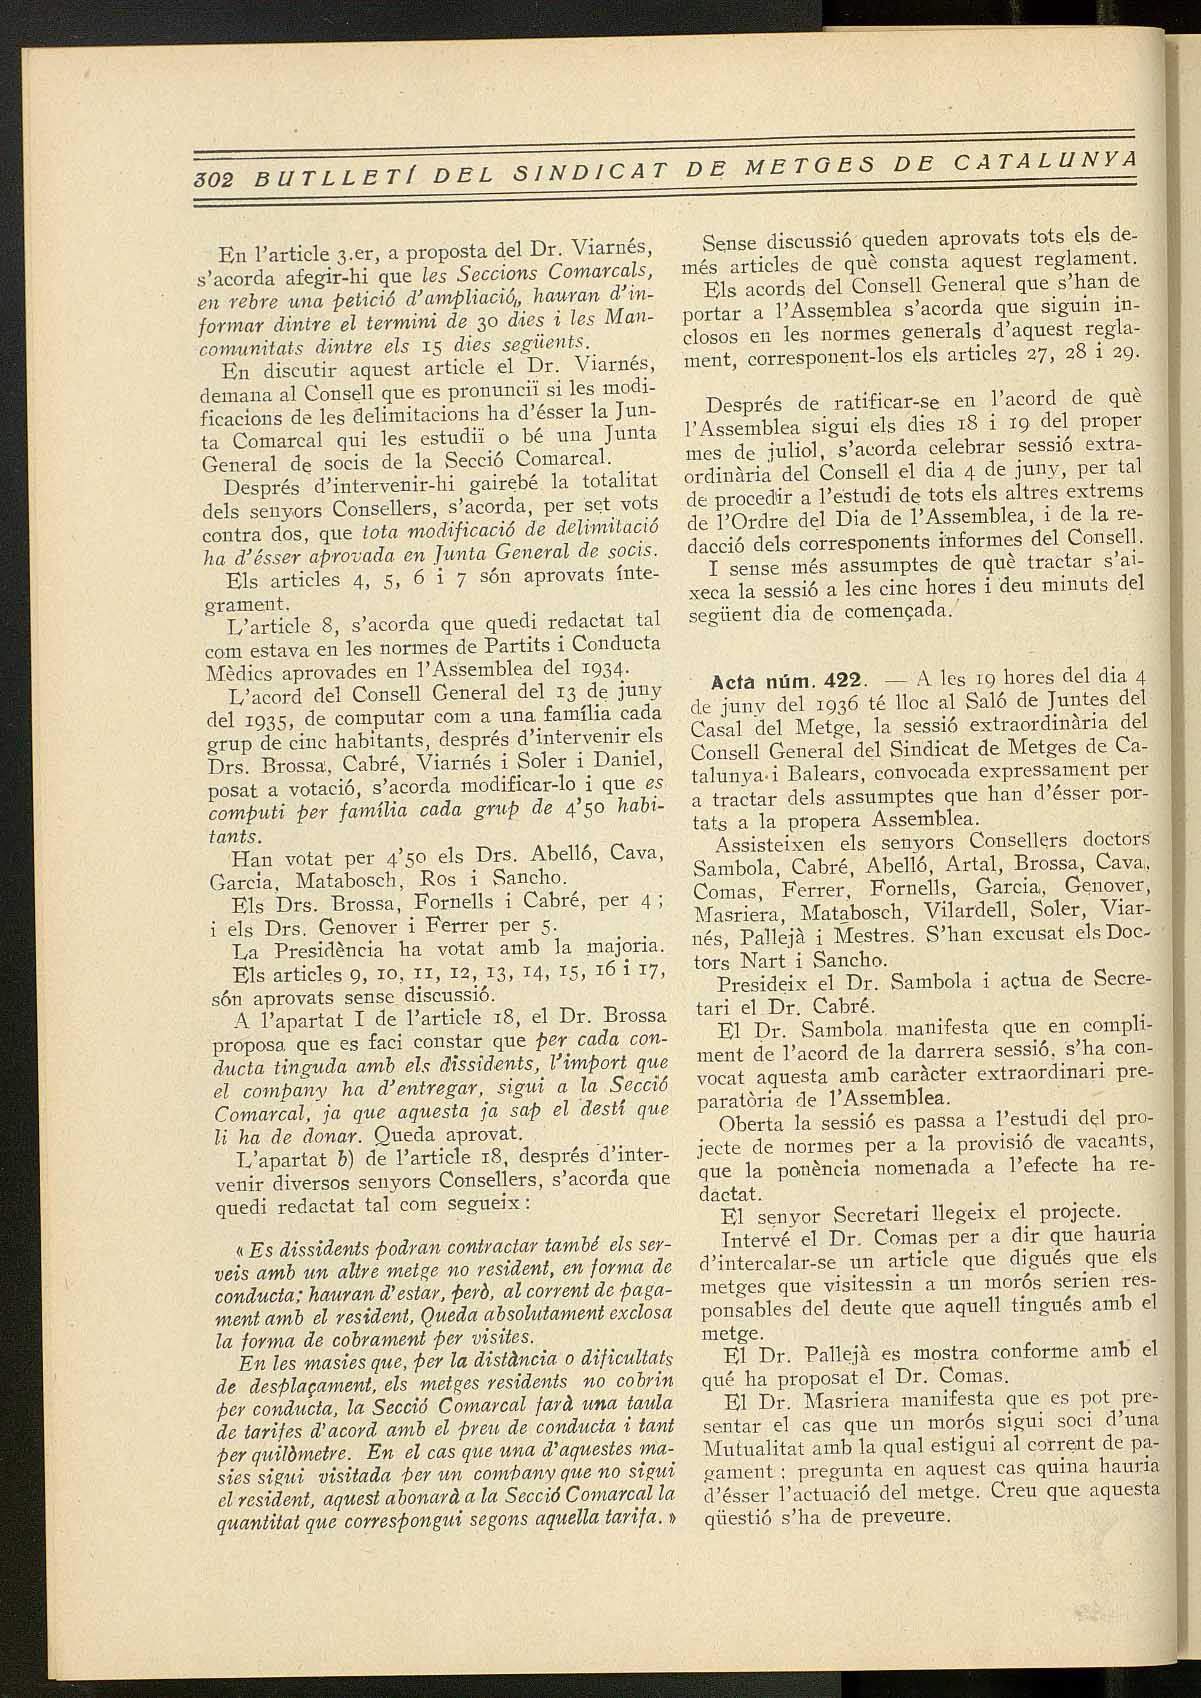 302 BUTLLETÍ DEL SINDICAT DE METGES DE CATALUNYA
En l'article 3.er, a proposta del Dr. Viarnés,
s'acorda afegir-hi que les Seccions Comarcals,
en rebre una petició d'ampliació, hauran d'in-
formar dintre el termini de 30 dies i les Man-
comunitats dintre els 15 dies següents.
En discutir aquest article el Dr. Viarnés,
demana al Consell que es pronunciï si les modi-
ficacions de les delimitacions ha d'ésser la Jun-
ta Comarcal qui les estudiï o bé una Junta
General de socis de la Secció Comarcal.
Després d'intervenir-hi gairebé la totalitat
dels senyors Consellers, s'acorda, per set vots
contra dos, que tota modificació de delimitació
ha d'ésser aprovada en Junta General de socis.
Els articles 4, 5, 6 i 7 són aprovats ínte-
grament.
L'article 8, s'acorda que quedi redactat tal
com estava en les normes de Partits i Conducta
Mèdics aprovades en l'Assemblea del 1934.
L'acord del Consell General del 13 de juny
del 1935, de computar com a una família cada
grup de cinc habitants, després d'intervenir els
Drs. Brossa, Cabré, Viarnés i Soler i Daniel,
posat a votació, s'acorda modificar-lo i que es
computi per família cada grup de 4'50 habi-
tants.
Han votat per 4'50 els Drs. Abelló, Cava,
Garcia, Matabosch, Ros i Sancho.
Els Drs. Brossa, Fornells i Cabré, per 4 ;
i els Drs. Genover i Ferrer per 5.
La Presidència ha votat amb la majoria.
Els articles 9, 10, 11, 12, 13, 14, 15, 16 i 17,
són aprovats sense discussió.
A l'apartat I de l'article 18, el Dr. Brossa
proposa que es faci constar que per cada con-
ducta tinguda amb els dissidents, l'import que
el company ha d'entregar, sigui a la Secció
Comarcal, ja que aquesta ja sap el destí que
li ha de donar. Queda aprovat.
L'apartat b) de l'article 18, després d'inter-
venir diversos senyors Consellers, s'acorda que
quedi redactat tal com segueix :
« Es dissidents podran contractar també els ser-
veis amb un altre metge no resident, en forma de
conducta; hauran d'estar, però, al corrent de paga-
ment amb el resident, Queda absolutament exclosa
la forma de cobrament per visites.
En les masies que, per la distància o dificultats
de desplaçament, els metges residents no cobrin
per conducta, la Secció Comarcal farà una taula
de tarifes d'acord amb el preu de conducta i tant
per quilòmetre. En el cas que una d'aquestes ma-
sies sigui visitada per un company que no sigui
el resident, aquest abonarà a la Secció Comarcal la
quantitat que correspongui segons aquella tarifa. »
Sense discussió queden aprovats tots els de-
més articles de què consta aquest reglament.
Els acords del Consell General que s'han de
portar a l'Assemblea s'acorda que siguin in-
closos en les normes generals d'aquest regla-
ment, corresponent-los els articles 27, 28 i 29.
Després de ratificar-se en l'acord de què
l'Assemblea sigui els dies 18 i 19 del proper
mes de juliol, s'acorda celebrar sessió extra-
ordinària del Consell el dia 4 de juny, per tal
de procedir a l'estudi de tots els altres extrems
de l'Ordre del Dia de l'Assemblea, i de la re-
dacció dels corresponents informes del Consell.
I sense més assumptes de què tractar s'ai-
xeca la sessió a les cinc hores i deu minuts del
següent dia de començada.
Acta núm. 422. — A les 19 hores del dia 4
de juny del 1936 té lloc al Saló de Juntes del
Casal del Metge, la sessió extraordinària del
Consell General del Sindicat de Metges de Ca-
talunya i Balears, convocada expressament per
a tractar dels assumptes que han d'ésser por-
tats a la propera Assemblea.
Assisteixen els senyors Consellers doctors
Sambola, Cabré, Abelló, Artal, Brossa, Cava,
Comas, Ferrer, Fornells, Garcia, Genover,
Masriera, Matabosch, Vilardell, Soler, Viar-
nés, Pallejà i Mestres. S'han excusat els Doc-
tors Nart i Sancho.
Presideix el Dr. Sambola i actua de Secre-
tari el Dr. Cabré.
El Dr. Sambola manifesta que en compli-
ment de l'acord de la darrera sessió, s'ha con-
vocat aquesta amb caràcter extraordinari pre-
paratòria de l'Assemblea.
Oberta la sessió es passa a l'estudi del pro-
jecte de normes per a la provisió de vacants,
que la ponència nomenada a l'efecte ha re-
dactat.
El senyor Secretari llegeix el projecte.
Intervé el Dr. Comas per a dir que hauria
d'intercalar-se un article que digués que els
metges que visitessin a un morós serien res-
ponsables del deute que aquell tingués amb el
metge.
El Dr. Pallejà es mostra conforme amb el
qué ha proposat el Dr. Comas.
El Dr. Masriera manifesta que es pot pre-
sentar el cas que un morós sigui soci d'una
Mutualitat amb la qual estigui al corrent de pa-
gament : pregunta en aquest cas quina hauria
d'ésser l'actuació del metge. Creu que aquesta
qüestió s'ha de preveure.